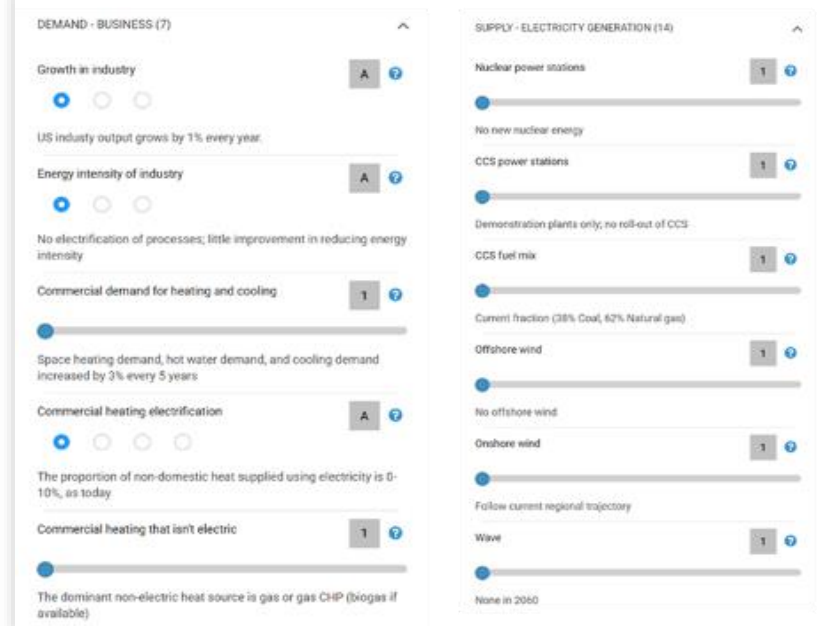 DEMAND - BUSINESS (7)
Growth in industry
A
?
US industy output grows by 1% every year.
Energy intensity of industry
A
?
No electrification of processes; little improvement in reducing energy
intensity
Commercial demand for heating and cooling
1
?
Space heating demand, hot water demand, and cooling demand
increased by 3% every 5 years
Commercial heating electrification
A
?
The proportion of non-domestic heat supplied using electricity is 0-
10%, as today
Commercial heating that isn't electric
1
?
The dominant non-electric heat source is gas or gas CHP (biogas if
available)
SUPPLY - ELECTRICITY GENERATION (14)
Nuclear power stations
1
?
No new nuclear energy
CCS power stations
1
?
Demonstration plants only; no roll-out of CCS
CCS fuel mix
1
?
Current fraction (38% Coal, 62% Natural gas)
Offshore wind
1
?
No offshore wind
Onshore wind
1
?
Follow current regional trajectory
Wave
1
?
None in 2060